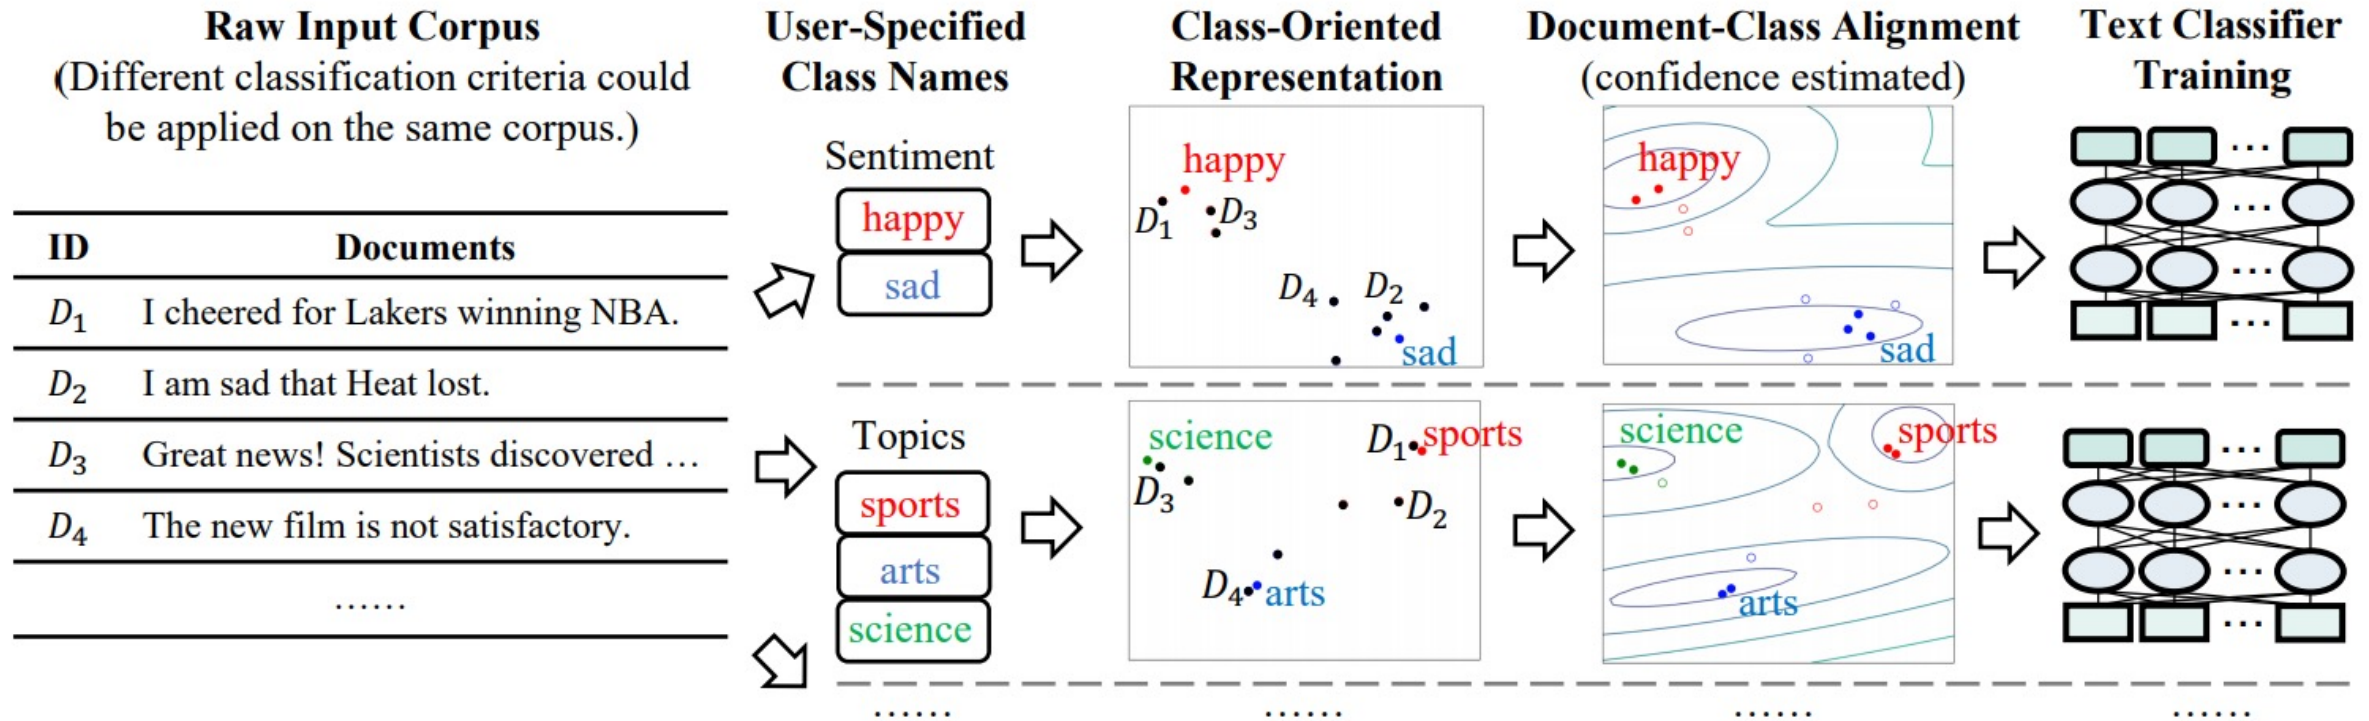 Raw Input Corpus
(Different classification criteria could
be applied on the same corpus.)
ID Documents
D1 I cheered for Lakers winning NBA.
D2 I am sad that Heat lost.
D3 Great news! Scientists discovered …
D4 The new film is not satisfactory.
……
User-Specified
Class Names
Sentiment
happy
sad
Topics
sports
arts
science
……
Class-Oriented
Representation
happy
D1
D3
D4
D2
sad
science
D1
sports
D3
D2
D4
arts
……
Document-Class Alignment
(confidence estimated)
happy
sad
science
sports
arts
……
Text Classifier
Training
...
...
...
...
...
...
...
...
……